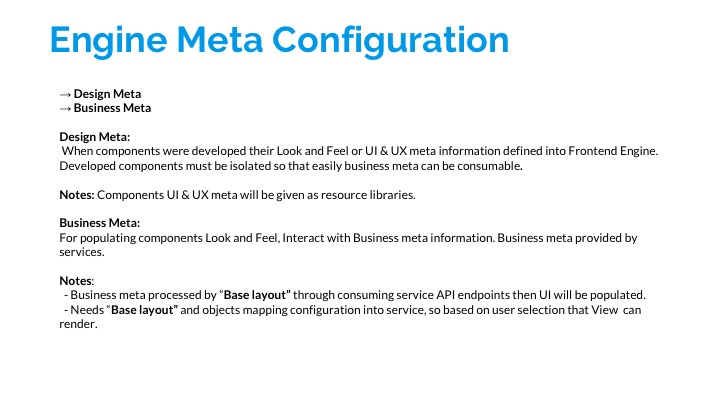 Engine Meta Configuration
→ Design Meta
→ Business Meta
Design Meta:
When components were developed their Look and Feel or UI & UX meta information defined into Frontend Engine.
Developed components must be isolated so that easily business meta can be consumable.
Notes: Components UI & UX meta will be given as resource libraries.
Business Meta:
For populating components Look and Feel, Interact with Business meta information. Business meta provided by
services.
Notes:
- Business meta processed by “Base layout” through consuming service API endpoints then UI will be populated.
- Needs “Base layout” and objects mapping configuration into service, so based on user selection that View can
render.